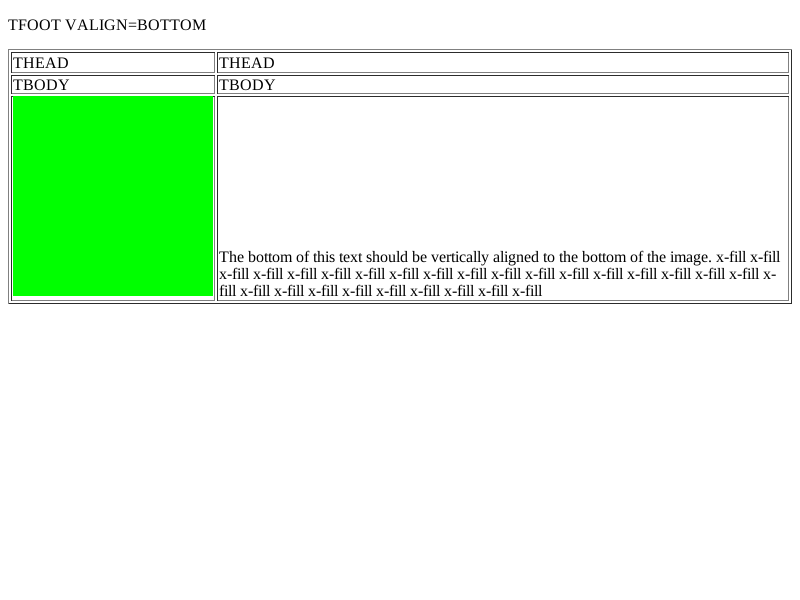 TFOOT VALIGN=BOTTOM
THEAD THEAD
TBODY TBODY
The bottom of this text should be vertically aligned to the bottom of the image. x-fill x-fill
x-fill x-fill x-fill x-fill x-fill x-fill x-fill x-fill x-fill x-fill x-fill x-fill x-fill x-fill x-fill x-fill x-
fill x-fill x-fill x-fill x-fill x-fill x-fill x-fill x-fill x-fill